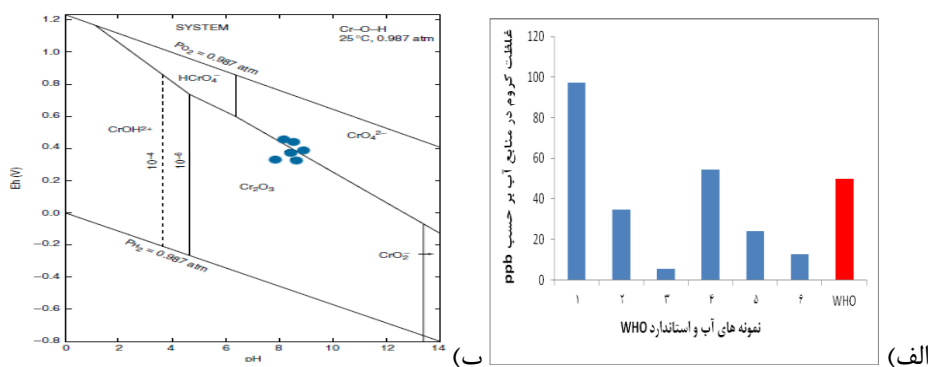 الف)
غلظت کروم در منابع آب بر حسب ppb
120
100
80
60
40
20
0
۱ ۲ ۳ ۴ ۵ ۶ WHO
نمونه های آب و استاندارد WHO
ب)
SYSTEM
Cr–O–H
25 °C, 0.987 atm
Eh (V)
1.2
1.0
0.8
0.6
0.4
0.2
0.0
−0.2
−0.4
−0.6
−0.8
PO₂ = 0.987 atm
HCrO₄⁻
CrOH²⁺
10⁻⁴
10⁻⁶
CrO₄²⁻
Cr₂O₃
PH₂ = 0.987 atm
CrO₂⁻
0 2 4 6 8 10 12 14
pH